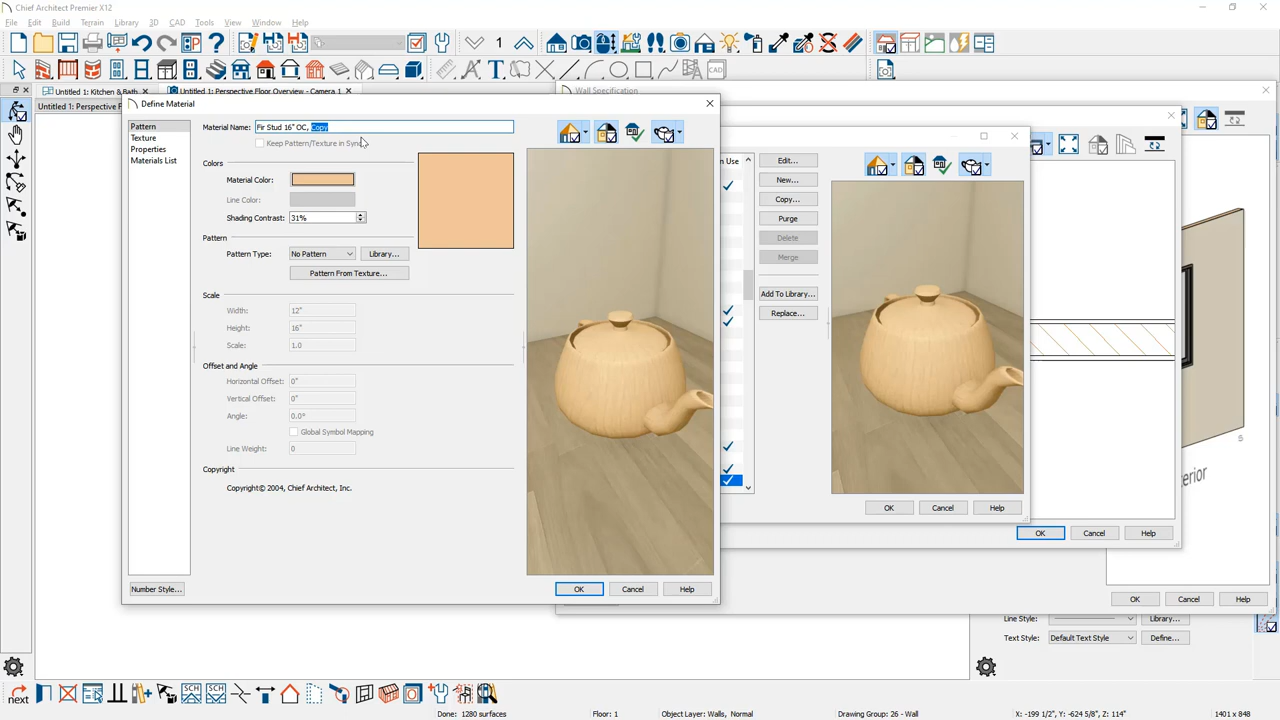 Chief Architect Premier X12
File Edit Build Terrain Library 3D CAD Tools View Window Help
1
CAD
Untitled 1: Kitchen & Bath
Untitled 1: Perspective Floor Overview - Camera 1
Wall Specification
Untitled 1: Perspective F
Define Material
Pattern
Texture
Properties
Materials List
Material Name: Fir Stud 16" OC, Copy
Keep Pattern/Texture in Sync
Colors
Material Color:
Line Color:
Shading Contrast: 31%
Pattern
Pattern Type: No Pattern Library...
Pattern From Texture...
Scale
Width: 12"
Height: 16"
Scale: 1.0
Offset and Angle
Horizontal Offset: 0"
Vertical Offset: 0"
Angle: 0.0°
Global Symbol Mapping
Line Weight: 0
Copyright
Copyright© 2004, Chief Architect, Inc.
Number Style...
OK Cancel Help
n Use
Edit...
New...
Copy...
Purge
Delete
Merge
Add To Library...
Replace...
OK Cancel Help
OK Cancel Help
5
terior
OK Cancel Help
Line Style: Library...
Text Style: Default Text Style Define...
next
SCH SCH
Done: 1280 surfaces Floor: 1 Object Layer: Walls, Normal Drawing Group: 26 - Wall X: -199 1/2", Y: -624 5/8", Z: 114" 1401 x 848